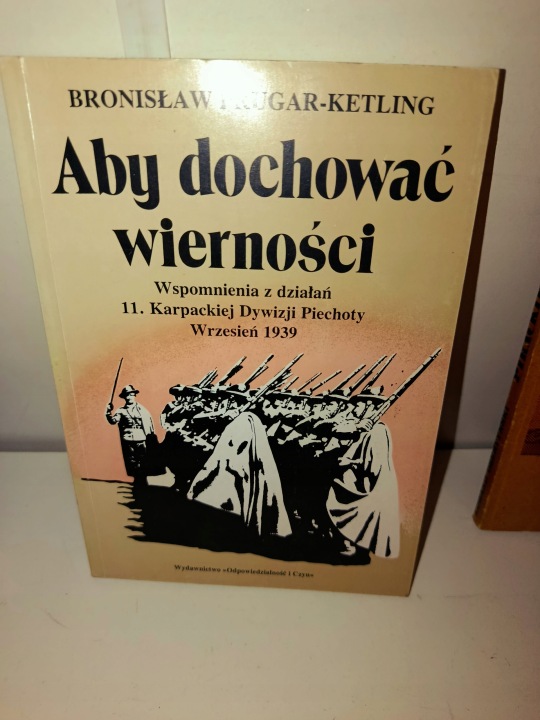 BRONISŁAW PRUGAR-KETLING
Aby dochować
wierności
Wspomnienia z działań
11. Karpackiej Dywizji Piechoty
Wrzesień 1939
Wydawnictwo »Odpowiedzialność i Czyn«